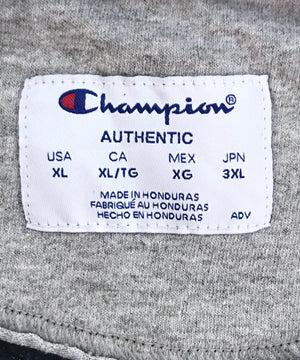 Champion®
AUTHENTIC
USA CA MEX JPN
XL XL/TG XG 3XL
MADE IN HONDURAS
FABRIQUÉ AU HONDURAS
HECHO EN HONDURAS ADV